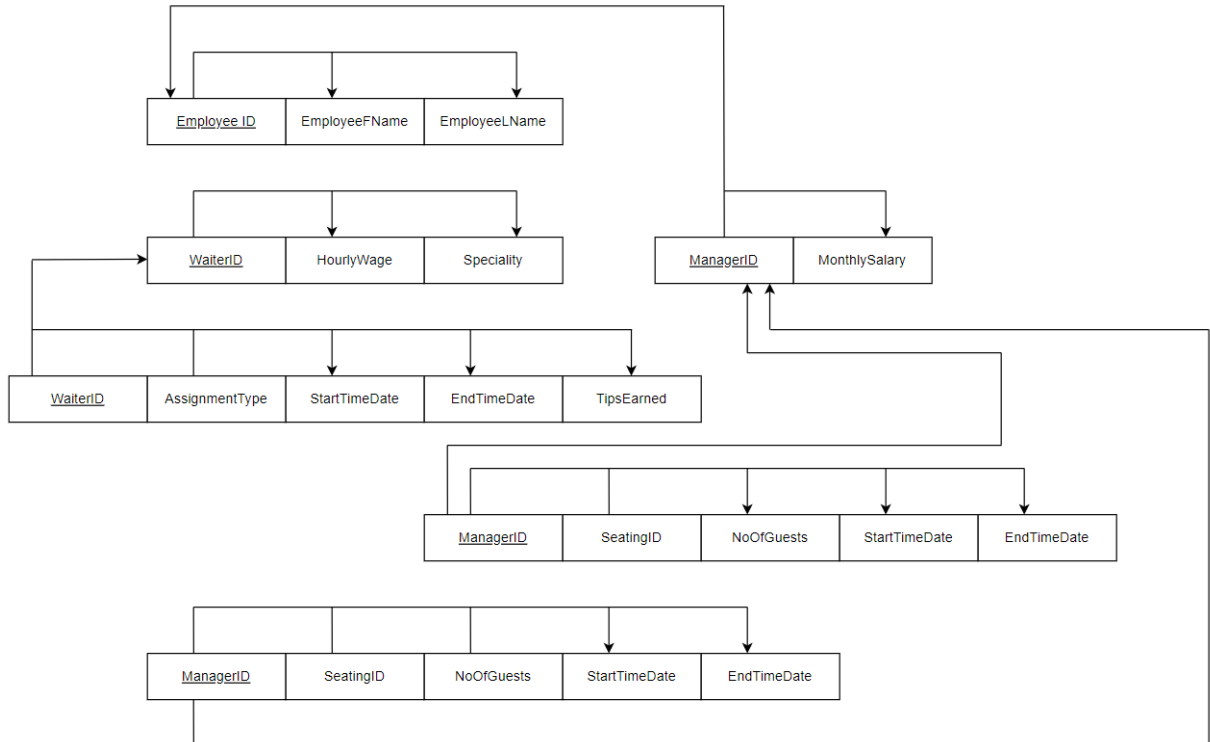 Employee ID EmployeeFName EmployeeLName
WaiterID HourlyWage Speciality ManagerID MonthlySalary
WaiterID AssignmentType StartTimeDate EndTimeDate TipsEarned
ManagerID SeatingID NoOfGuests StartTimeDate EndTimeDate
ManagerID SeatingID NoOfGuests StartTimeDate EndTimeDate